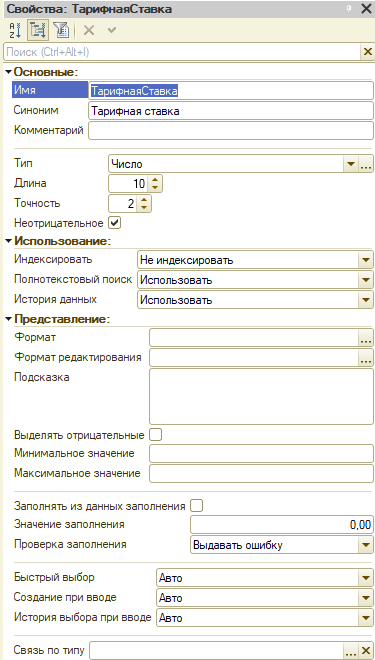 Свойства: ТарифнаяСтавка
Поиск (Ctrl+Alt+I)
Основные:
Имя ТарифнаяСтавка
Синоним Тарифная ставка
Комментарий
Тип Число
Длина 10
Точность 2
Неотрицательное
Использование:
Индексировать Не индексировать
Полнотекстовый поиск Использовать
История данных Использовать
Представление:
Формат
Формат редактирования
Подсказка
Выделять отрицательные
Минимальное значение
Максимальное значение
Заполнять из данных заполнения
Значение заполнения 0,00
Проверка заполнения Выдавать ошибку
Быстрый выбор Авто
Создание при вводе Авто
История выбора при вводе Авто
Связь по типу